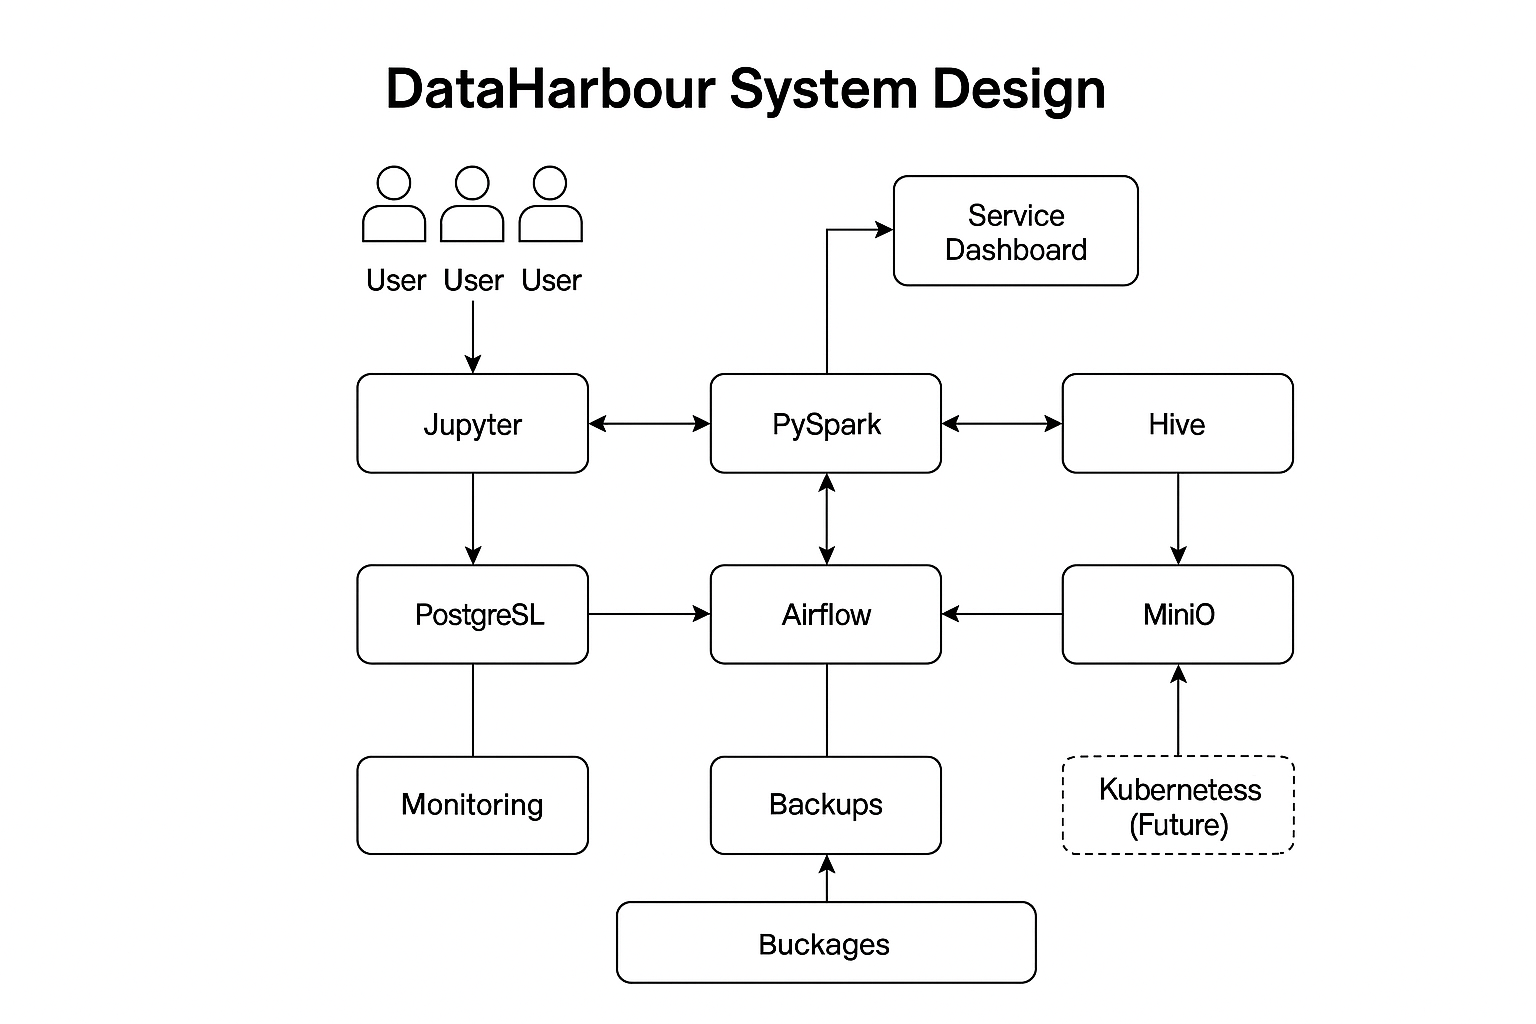 DataHarbour System Design
User User User
Service
Dashboard
Jupyter
PySpark
Hive
PostgreSL
Airflow
MiniO
Monitoring
Backups
Kubernetess
(Future)
Buckages